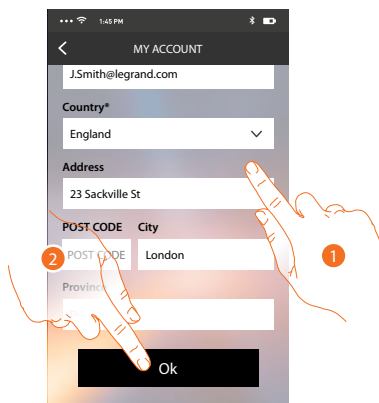 1:45 PM
MY ACCOUNT
J.Smith@legrand.com
Country*
England
Address
23 Sackville St
POST CODE City
2 POST CODE London
1
Province
Ok